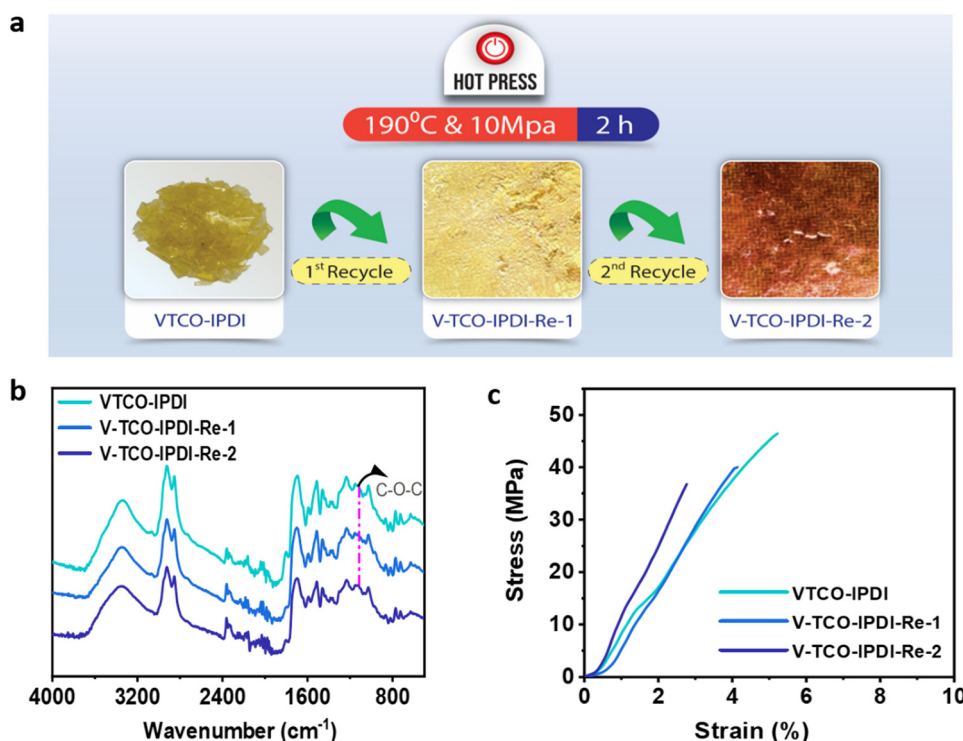 a
HOT PRESS
190⁰C & 10Mpa 2 h
1st Recycle
2nd Recycle
VTCO-IPDI
V-TCO-IPDI-Re-1
V-TCO-IPDI-Re-2
b
VTCO-IPDI
V-TCO-IPDI-Re-1
V-TCO-IPDI-Re-2
C-O-C
4000 3200 2400 1600 800
Wavenumber (cm⁻¹)
c
Stress (MPa)
50
40
30
20
10
0
VTCO-IPDI
V-TCO-IPDI-Re-1
V-TCO-IPDI-Re-2
0 2 4 6 8 10
Strain (%)